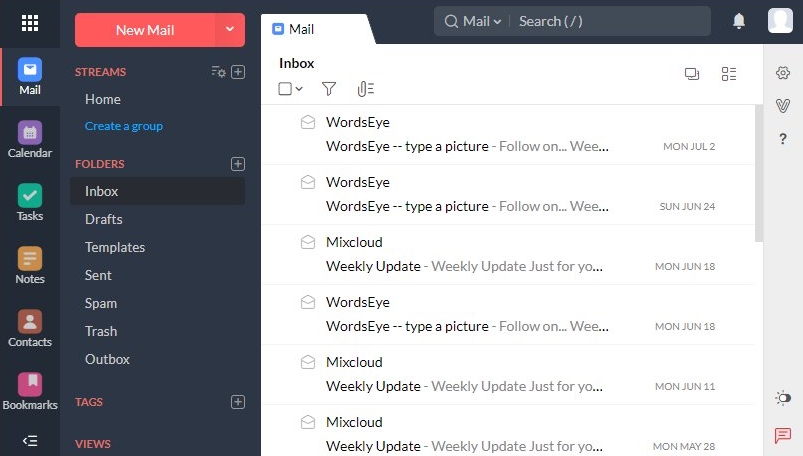 New Mail
Mail
Mail Search ( / )
Mail
Calendar
Tasks
Notes
Contacts
Bookmarks
STREAMS
Home
Create a group
FOLDERS
Inbox
Drafts
Templates
Sent
Spam
Trash
Outbox
TAGS
VIEWS
Inbox
WordsEye
WordsEye -- type a picture - Follow on... Wee... MON JUL 2
WordsEye
WordsEye -- type a picture - Follow on... Wee... SUN JUN 24
Mixcloud
Weekly Update - Weekly Update Just for yo... MON JUN 18
WordsEye
WordsEye -- type a picture - Follow on... Wee... MON JUN 18
Mixcloud
Weekly Update - Weekly Update Just for yo... MON JUN 11
Mixcloud
Weekly Update - Weekly Update Just for yo... MON MAY 28
?